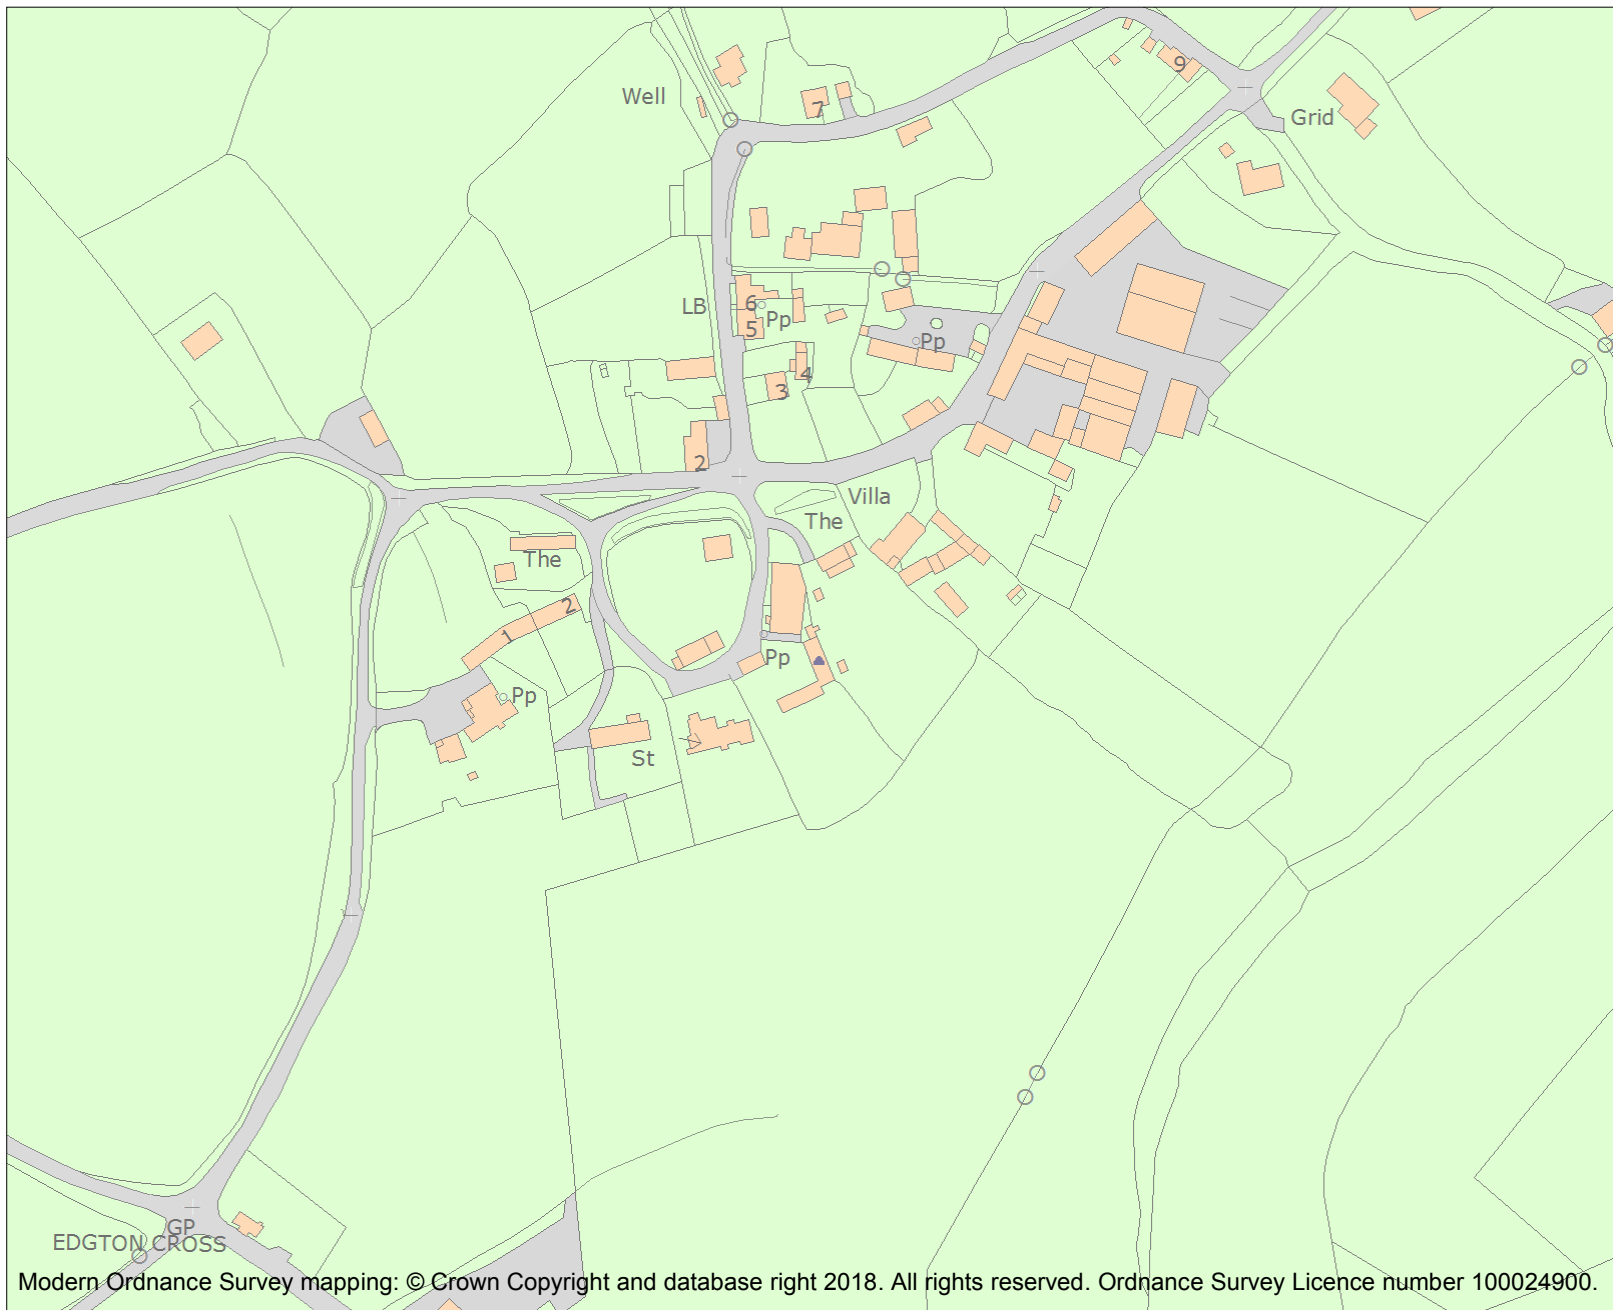 9
Well
7
Grid
LB
6
Pp
5
Pp
4
3
2
Villa
The
The
2
1
Pp
Pp
St
GP
EDGTON CROSS
Modern Ordnance Survey mapping: © Crown Copyright and database right 2018. All rights reserved. Ordnance Survey Licence number 100024900.